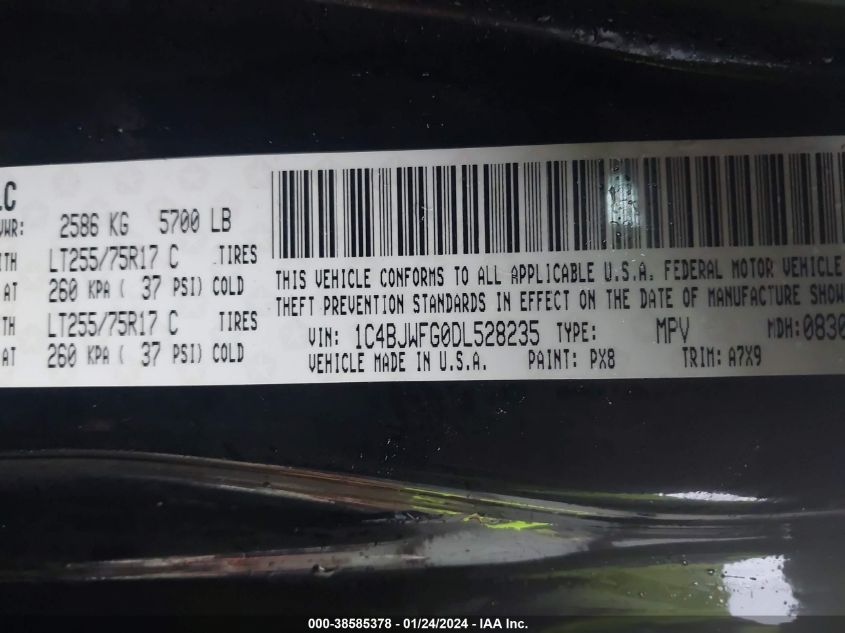 LC
VWR: 2586 KG 5700 LB
ITH LT255/75R17 C TIRES
AT 260 KPA ( 37 PSI) COLD
TH LT255/75R17 C TIRES
AT 260 KPA ( 37 PSI) COLD
THIS VEHICLE CONFORMS TO ALL APPLICABLE U.S.A. FEDERAL MOTOR VEHICLE
THEFT PREVENTION STANDARDS IN EFFECT ON THE DATE OF MANUFACTURE SHOW
VIN: 1C4BJWFG0DL528235 TYPE: MPV MDH:0830
VEHICLE MADE IN U.S.A. PAINT: PX8 TRIM: A7X9
000-38585378 - 01/24/2024 - IAA Inc.